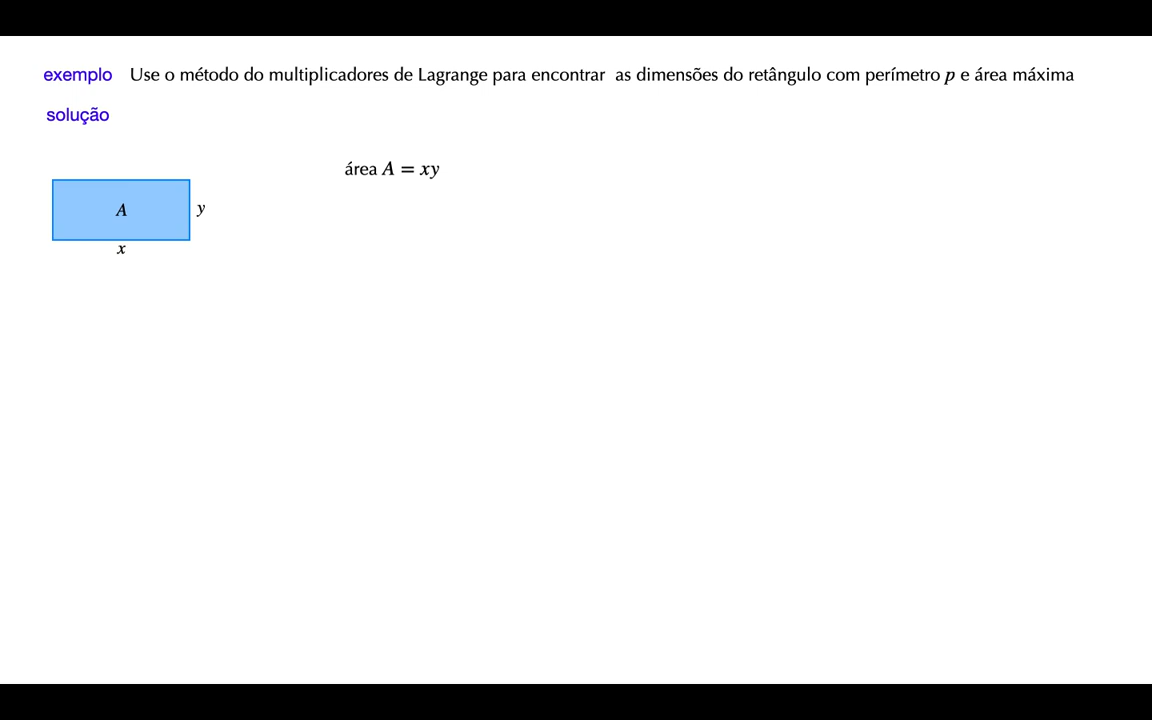 exemplo Use o método do multiplicadores de Lagrange para encontrar as dimensões do retângulo com perímetro p e área máxima
solução
área A = xy
A
y
x